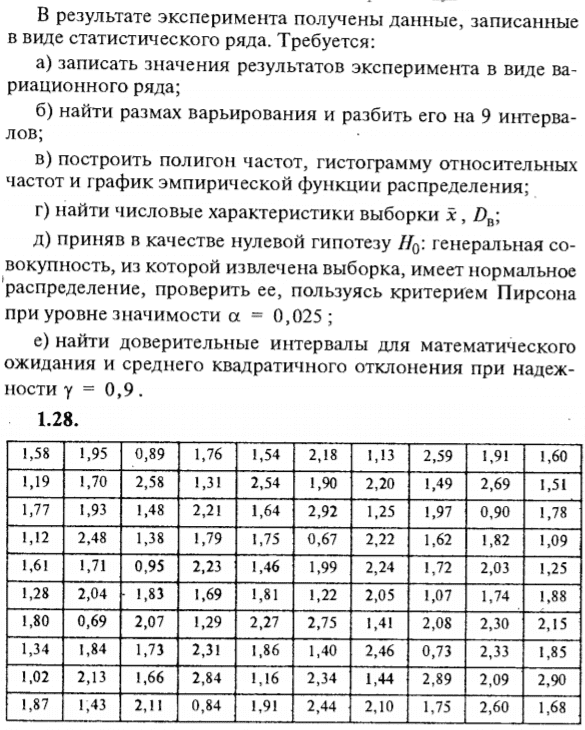 В результате эксперимента получены данные, записанные
в виде статистического ряда. Требуется:
а) записать значения результатов эксперимента в виде ва-
риационного ряда;
б) найти размах варьирования и разбить его на 9 интерва-
лов;
в) построить полигон частот, гистограмму относительных
частот и график эмпирической функции распределения;
г) найти числовые характеристики выборки x̄, Dв;
д) приняв в качестве нулевой гипотезу H₀: генеральная со-
вокупность, из которой извлечена выборка, имеет нормальное
распределение, проверить ее, пользуясь критерием Пирсона
при уровне значимости α = 0,025;
е) найти доверительные интервалы для математического
ожидания и среднего квадратичного отклонения при надеж-
ности γ = 0,9.
1.28.
1,58 1,95 0,89 1,76 1,54 2,18 1,13 2,59 1,91 1,60
1,19 1,70 2,58 1,31 2,54 1,90 2,20 1,49 2,69 1,51
1,77 1,93 1,48 2,21 1,64 2,92 1,25 1,97 0,90 1,78
1,12 2,48 1,38 1,79 1,75 0,67 2,22 1,62 1,82 1,09
1,61 1,71 0,95 2,23 1,46 1,99 2,24 1,72 2,03 1,25
1,28 2,04 1,83 1,69 1,81 1,22 2,05 1,07 1,74 1,88
1,80 0,69 2,07 1,29 2,27 2,75 1,41 2,08 2,30 2,15
1,34 1,84 1,73 2,31 1,86 1,40 2,46 0,73 2,33 1,85
1,02 2,13 1,66 2,84 1,16 2,34 1,44 2,89 2,09 2,90
1,87 1,43 2,11 0,84 1,91 2,44 2,10 1,75 2,60 1,68